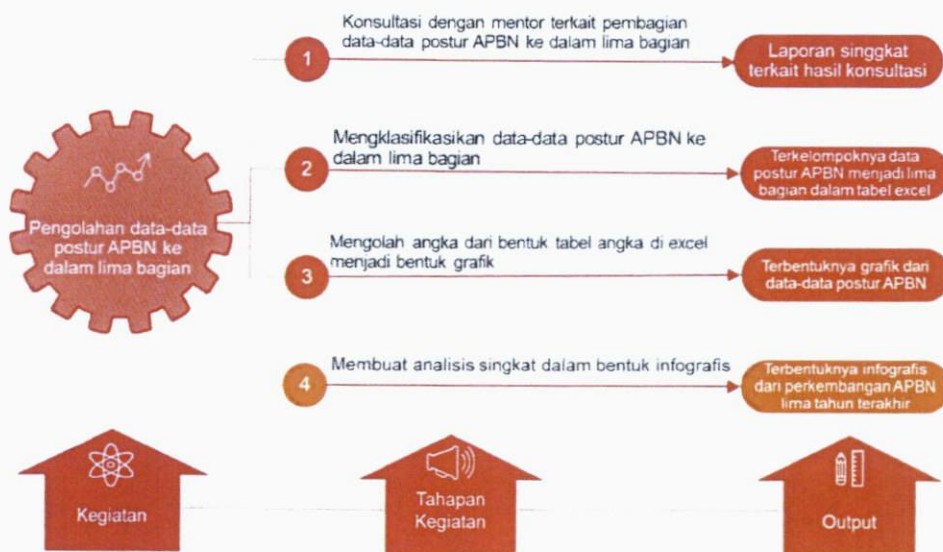 Konsultasi dengan mentor terkait pembagian
data-data postur APBN ke dalam lima bagian
1
Laporan singgkat
terkait hasil konsultasi
Mengklasifikasikan data-data postur APBN ke
dalam lima bagian
2
Terkelompoknya data
postur APBN menjadi lima
bagian dalam tabel excel
Pengolahan data-data
postur APBN ke
dalam lima bagian
Mengolah angka dari bentuk tabel angka di excel
menjadi bentuk grafik
3
Terbentuknya grafik dari
data-data postur APBN
Membuat analisis singkat dalam bentuk infografis
4
Terbentuknya infografis
dari perkembangan APBN
lima tahun terakhir
Kegiatan
Tahapan
Kegiatan
Output